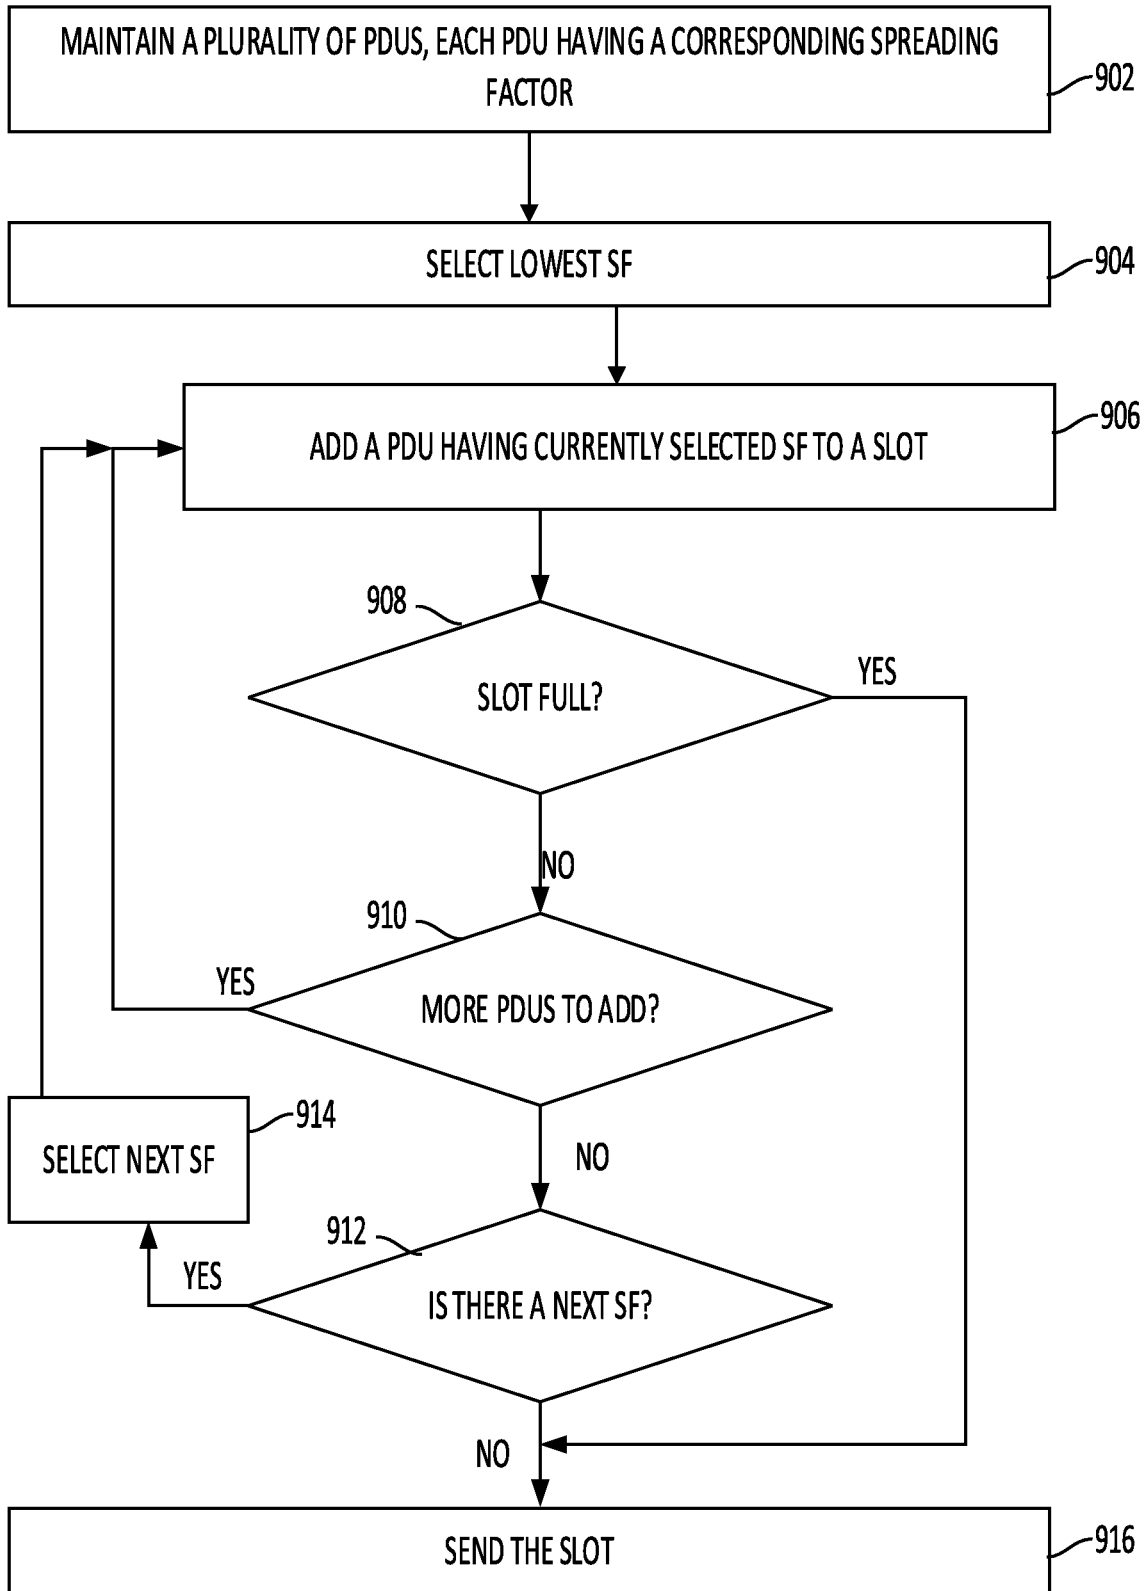 MAINTAIN A PLURALITY OF PDUS, EACH PDU HAVING A CORRESPONDING SPREADING
FACTOR
902
SELECT LOWEST SF
904
ADD A PDU HAVING CURRENTLY SELECTED SF TO A SLOT
906
908
SLOT FULL?
YES
NO
910
MORE PDUS TO ADD?
YES
NO
SELECT NEXT SF
914
912
IS THERE A NEXT SF?
YES
NO
SEND THE SLOT
916